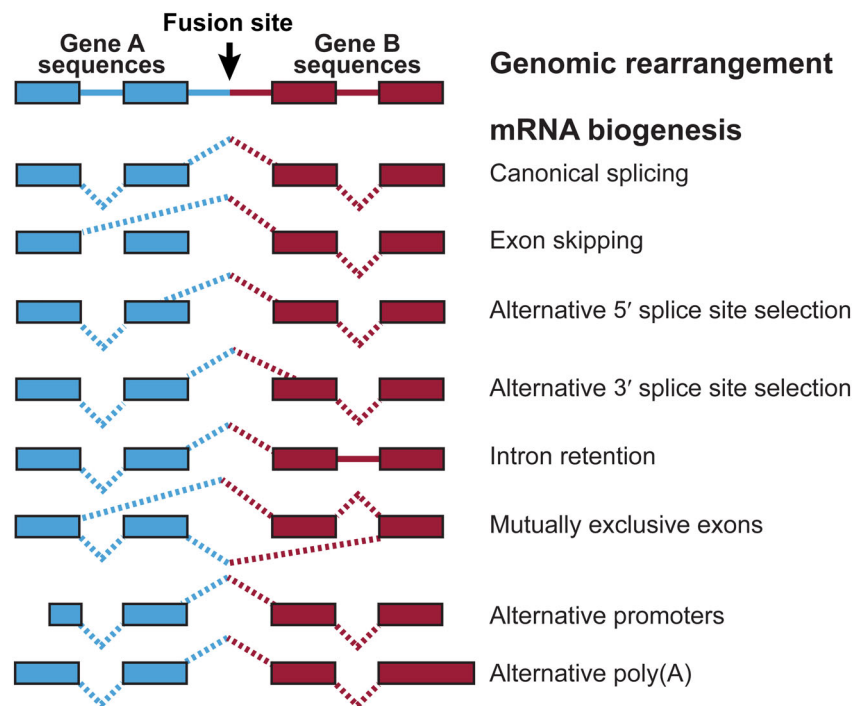 Fusion site
Gene A
sequences
Gene B
sequences
Genomic rearrangement
mRNA biogenesis
Canonical splicing
Exon skipping
Alternative 5′ splice site selection
Alternative 3′ splice site selection
Intron retention
Mutually exclusive exons
Alternative promoters
Alternative poly(A)